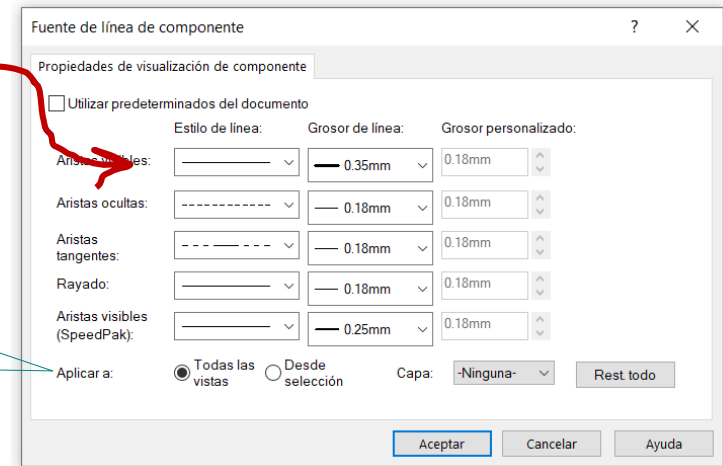 Fuente de línea de componente ?
Propiedades de visualización de componente
Utilizar predeterminados del documento
Estilo de línea: Grosor de línea: Grosor personalizado:
Aristas visibles: 0.35mm 0.18mm
Aristas ocultas: 0.18mm 0.18mm
Aristas
tangentes: 0.18mm 0.18mm
Rayado: 0.18mm 0.18mm
Aristas visibles
(SpeedPak): 0.25mm 0.18mm
Aplicar a: Todas las vistas Desde selección Capa: -Ninguna- Rest. todo
Aceptar Cancelar Ayuda